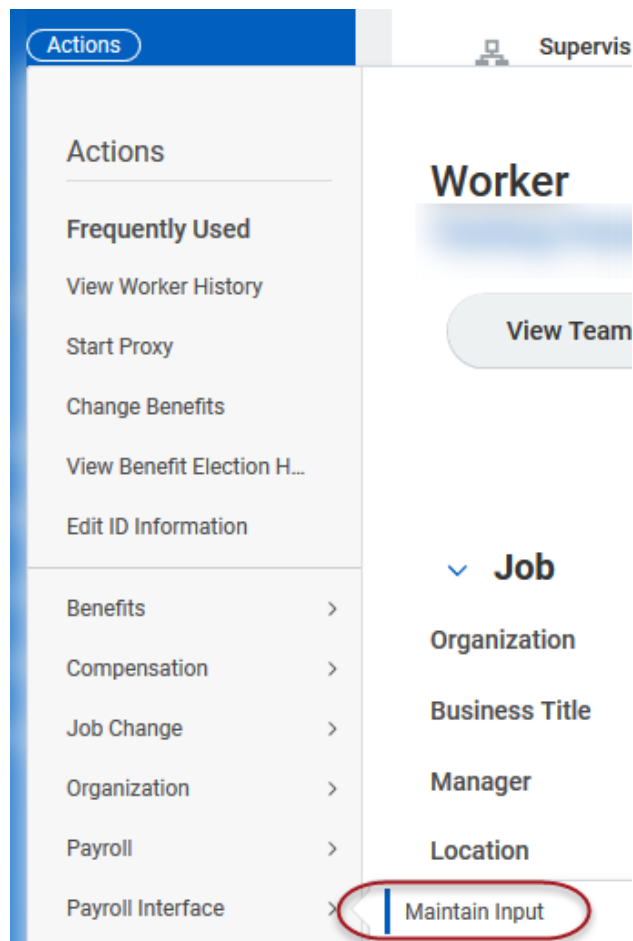 Actions
Supervis
Actions
Frequently Used
View Worker History
Start Proxy
Change Benefits
View Benefit Election H...
Edit ID Information
Benefits
Compensation
Job Change
Organization
Payroll
Payroll Interface
Maintain Input
Worker
View Team
Job
Organization
Business Title
Manager
Location